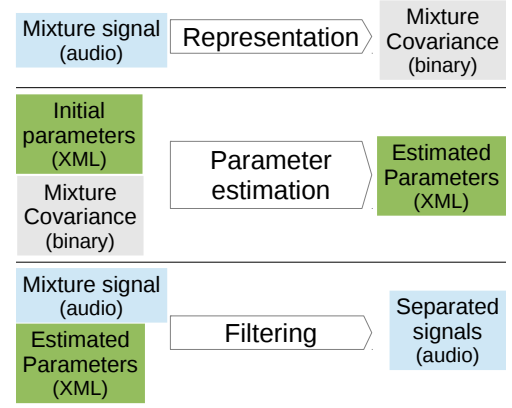 Mixture signal
(audio)
Representation
Mixture
Covariance
(binary)
Initial
parameters
(XML)
Mixture
Covariance
(binary)
Parameter
estimation
Estimated
Parameters
(XML)
Mixture signal
(audio)
Estimated
Parameters
(XML)
Filtering
Separated
signals
(audio)